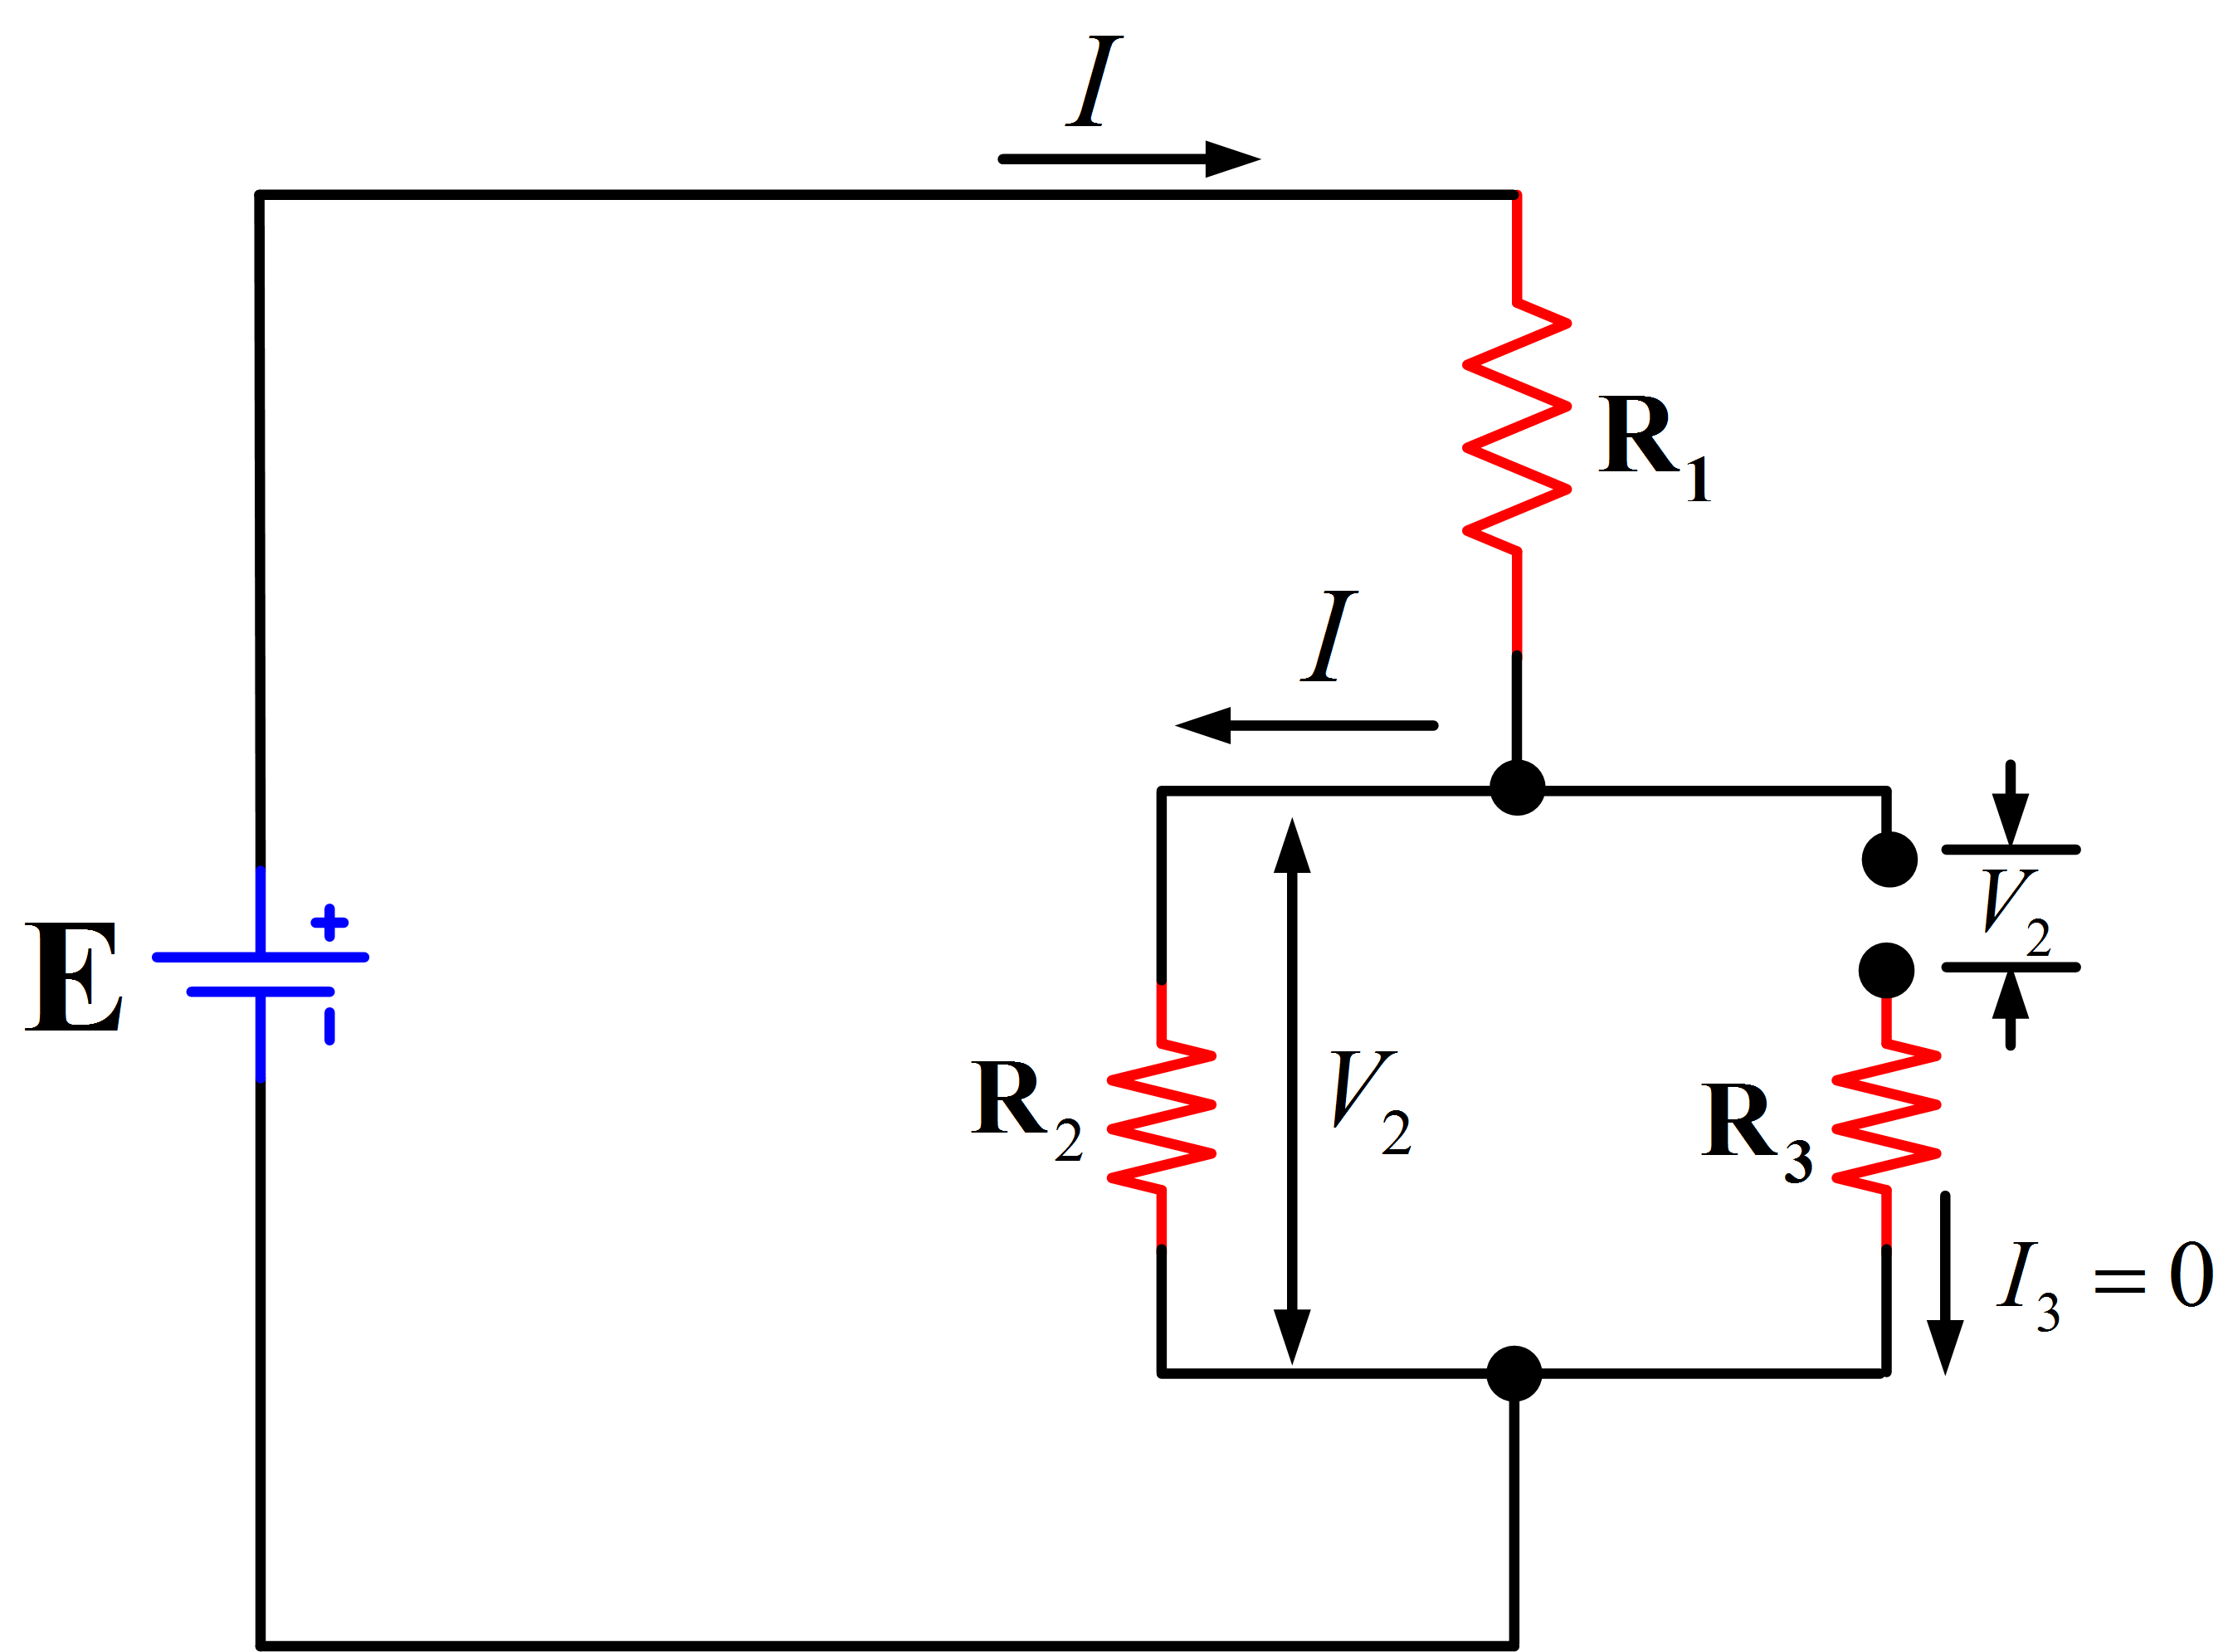 I
R₁
I
V₂
E
+
-
R₂
V₂
R₃
I₃ = 0